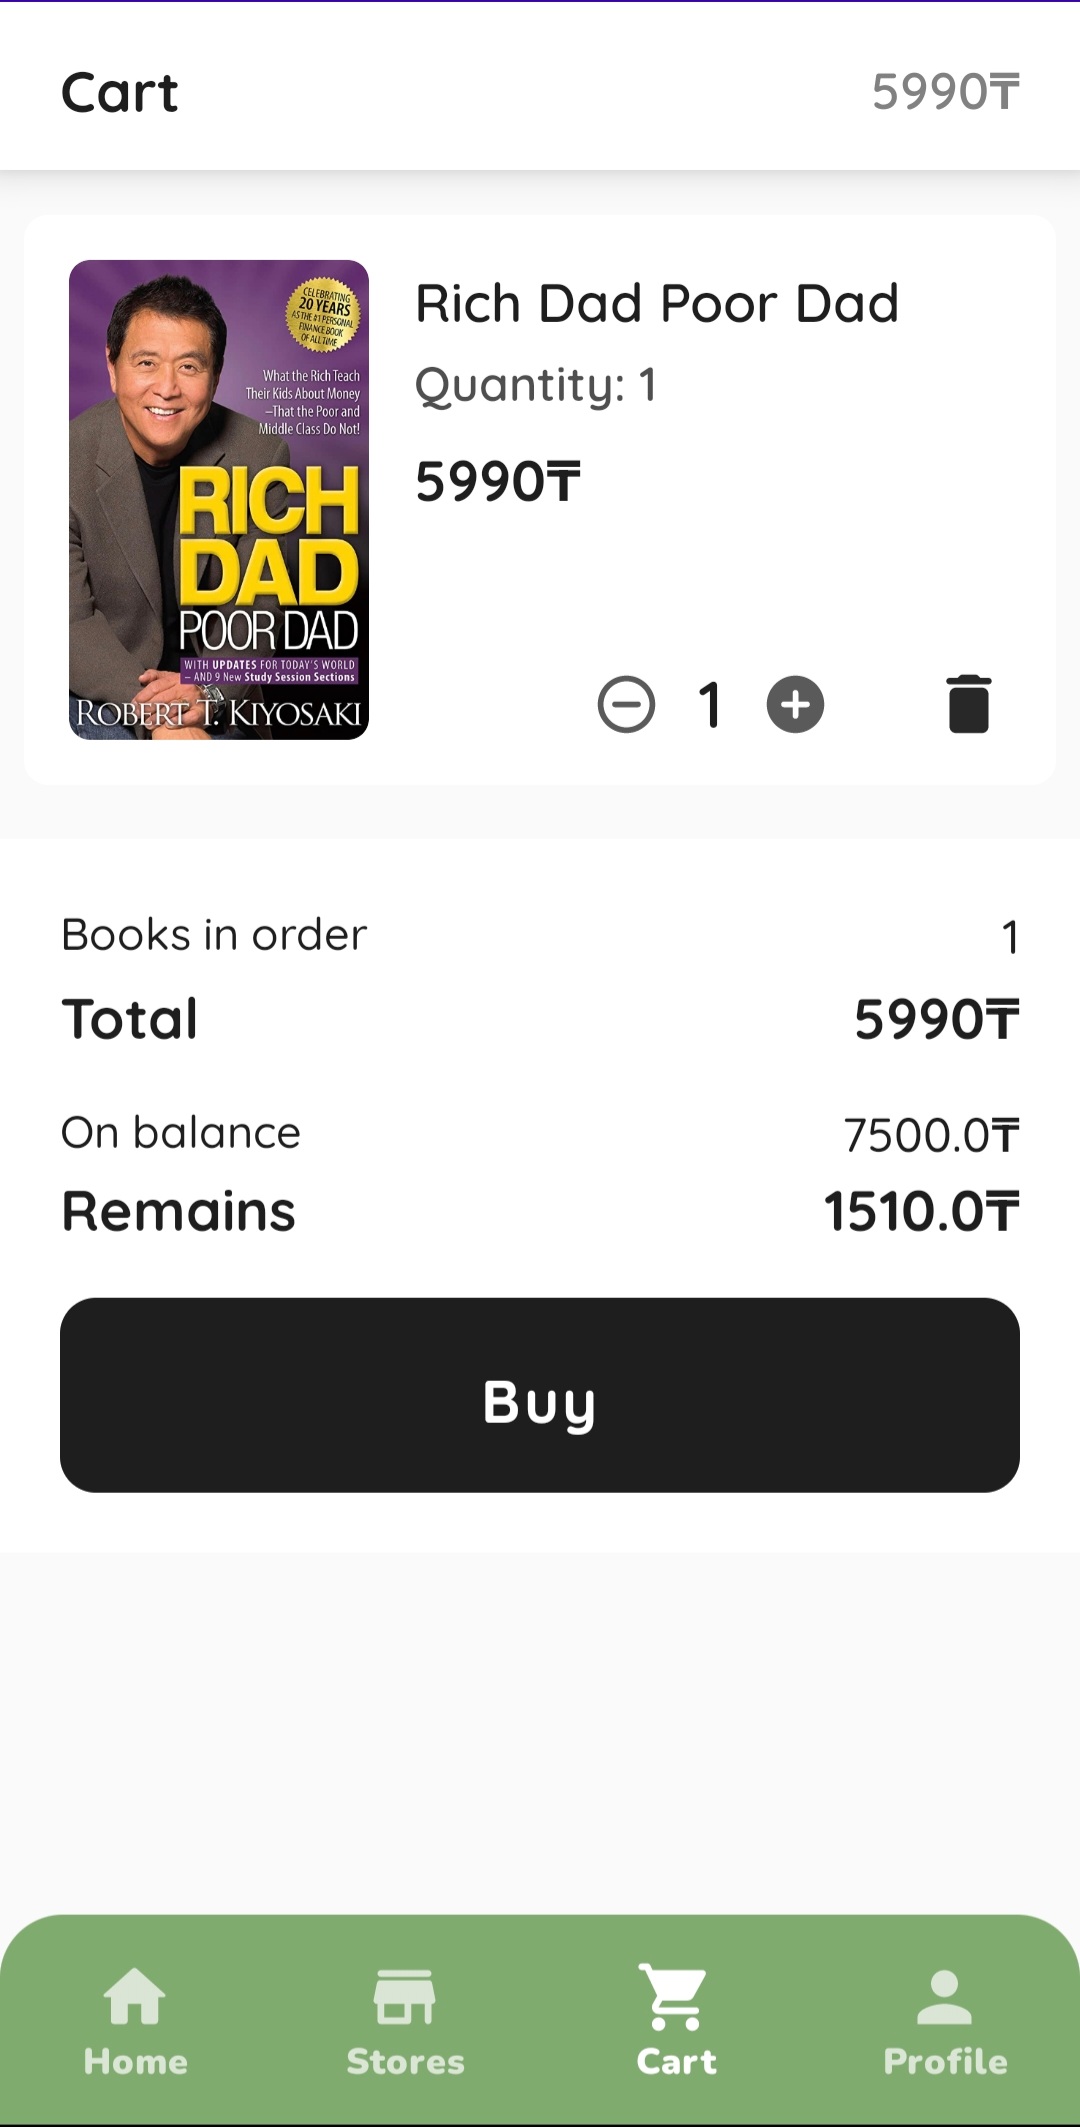 Cart
5990₸
CELEBRATING
20 YEARS
AS THE #1 PERSONAL
FINANCE BOOK
OF ALL TIME
What the Rich Teach
Their Kids About Money
–That the Poor and
Middle Class Do Not!
RICH
DAD
POOR DAD
WITH UPDATES FOR TODAY'S WORLD
– AND 9 New Study Session Sections
ROBERT T. KIYOSAKI
Rich Dad Poor Dad
Quantity: 1
5990₸
1
Books in order 1
Total 5990₸
On balance 7500.0₸
Remains 1510.0₸
Buy
Home Stores Cart Profile